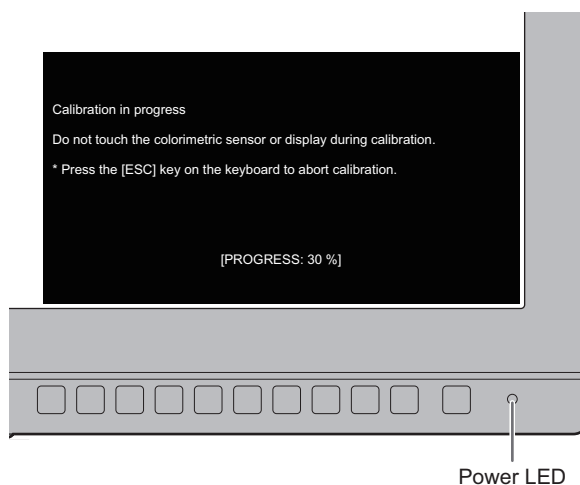 Calibration in progress
Do not touch the colorimetric sensor or display during calibration.
* Press the [ESC] key on the keyboard to abort calibration.
[PROGRESS: 30 %]
Power LED